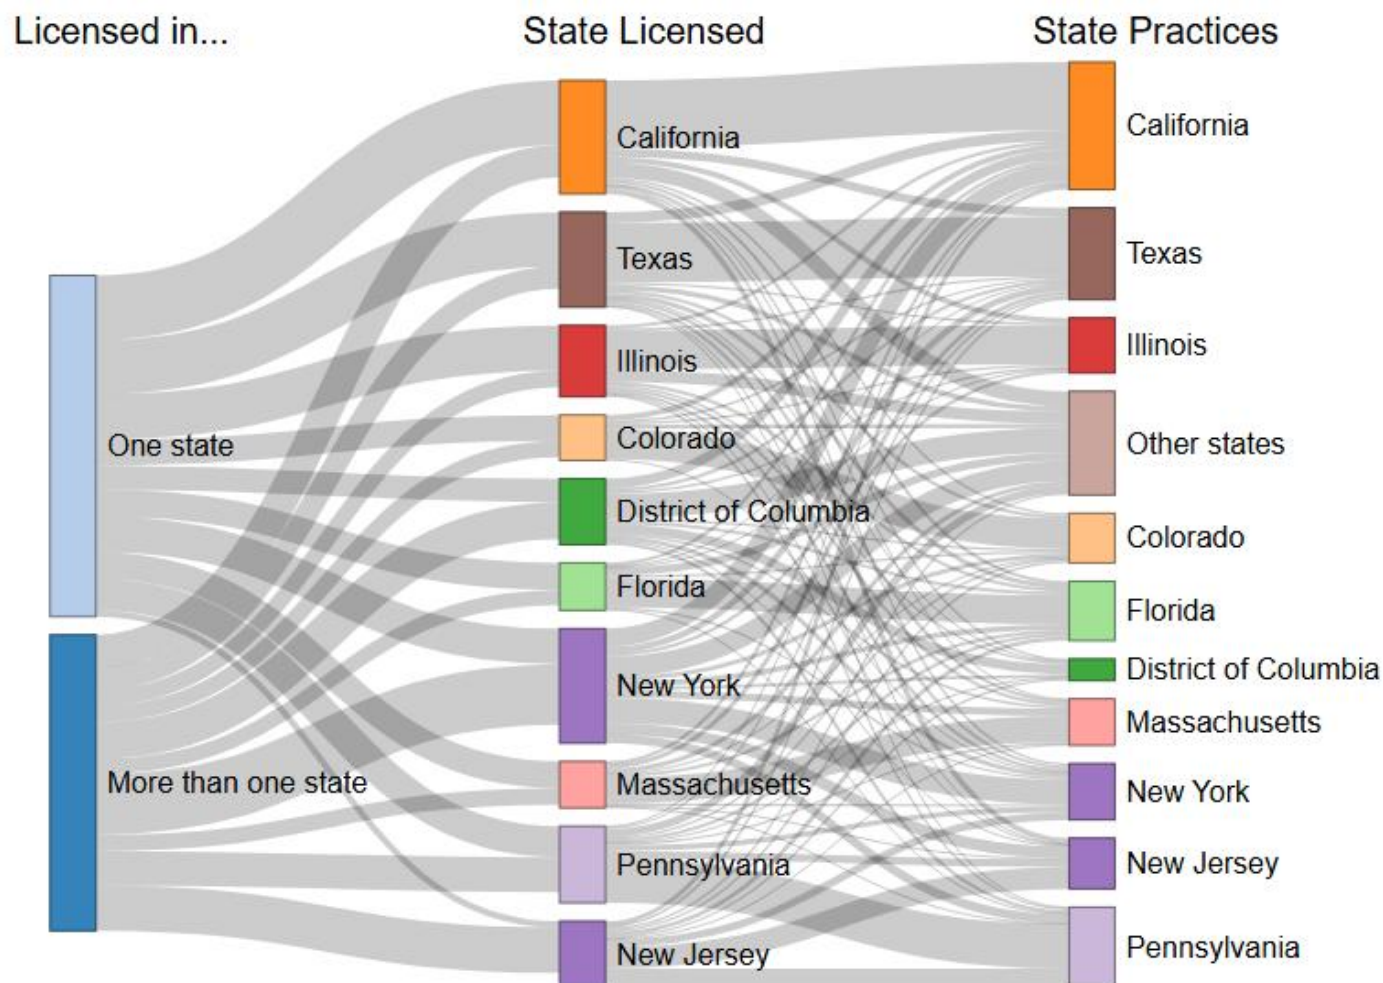 Licensed in...
State Licensed
State Practices
One state
More than one state
California
Texas
Illinois
Colorado
District of Columbia
Florida
New York
Massachusetts
Pennsylvania
New Jersey
California
Texas
Illinois
Other states
Colorado
Florida
District of Columbia
Massachusetts
New York
New Jersey
Pennsylvania